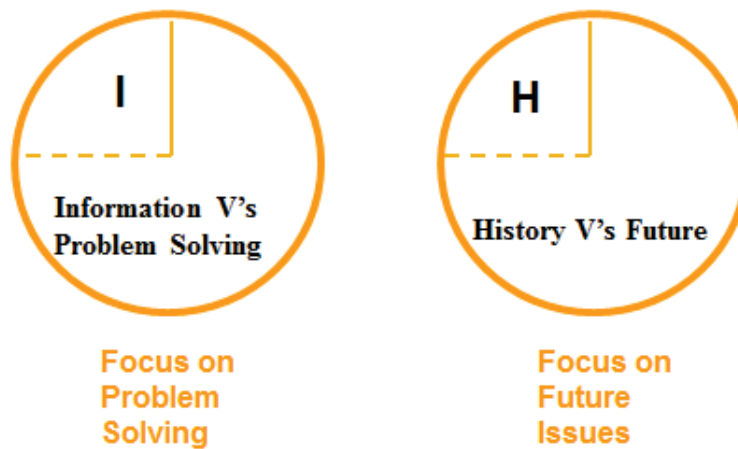 I
Information V's
Problem Solving
Focus on
Problem
Solving
H
History V's Future
Focus on
Future
Issues